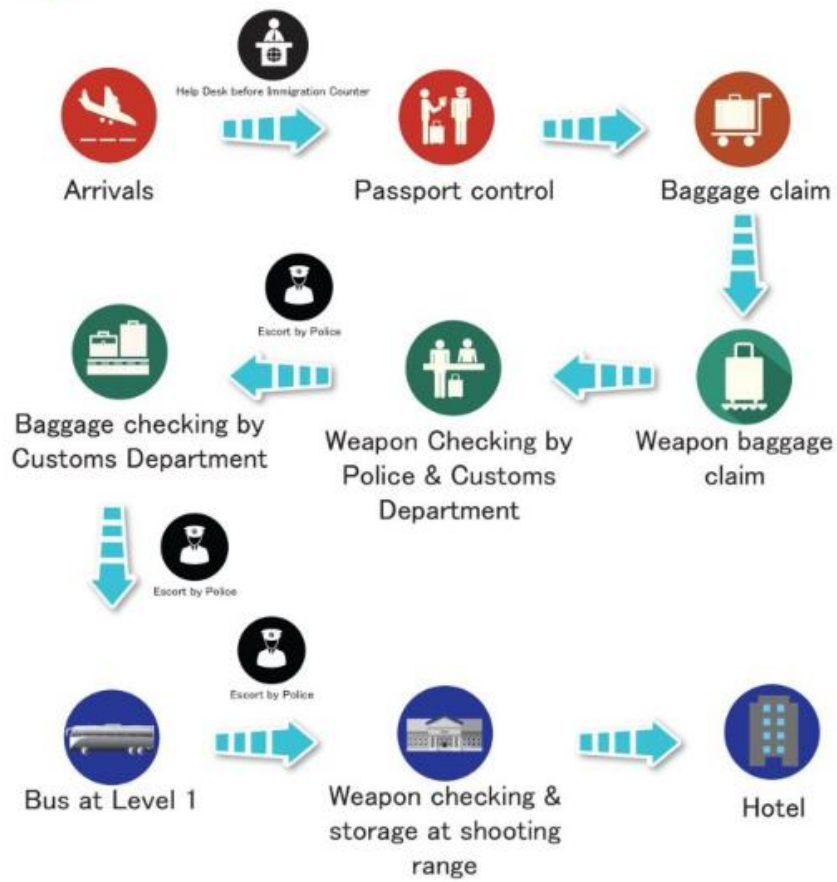 Help Desk before Immigration Counter
Arrivals
Passport control
Baggage claim
Escort by Police
Baggage checking by
Customs Department
Weapon Checking by
Police & Customs
Department
Weapon baggage
claim
Escort by Police
Escort by Police
Bus at Level 1
Weapon checking &
storage at shooting
range
Hotel